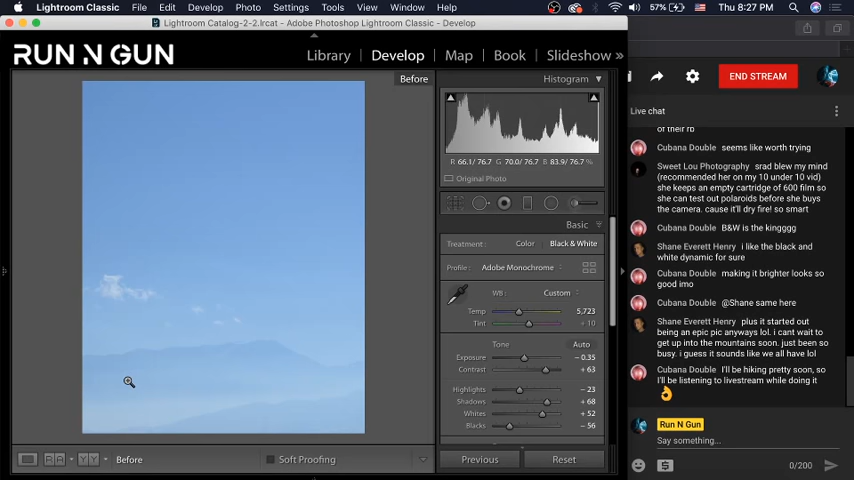 Lightroom Classic File Edit Develop Photo Settings Tools View Window Help 57% Thu 8:27 PM
Lightroom Catalog-2-2.lrcat - Adobe Photoshop Lightroom Classic - Develop
RUN N GUN
Library Develop Map Book Slideshow »
Before
Histogram
R 66.1/ 76.7 G 70.0/ 76.7 B 83.9/ 76.7 %
Original Photo
Basic
Treatment: Color Black & White
Profile: Adobe Monochrome
WB: Custom
Temp 5,723
Tint + 10
Tone Auto
Exposure – 0.35
Contrast + 63
Highlights – 23
Shadows + 68
Whites + 52
Blacks – 56
R A Y Y Before Soft Proofing
Previous Reset
END STREAM
Live chat
of their rb
Cubana Double seems like worth trying
Sweet Lou Photography srad blew my mind
(recommended her on my 10 under 10 vid)
she keeps an empty cartridge of 600 film so
she can test out polaroids before she buys
the camera. cause it'll dry fire! so smart
Cubana Double B&W is the kingggg
Shane Everett Henry i like the black and
white dynamic for sure
Cubana Double making it brighter looks so
good imo
Cubana Double @Shane same here
Shane Everett Henry plus it started out
being an epic pic anyways lol. i cant wait to
get up into the mountains soon. just been so
busy. i guess it sounds like we all have lol
Cubana Double I'll be hiking pretty soon, so
I'll be listening to livestream while doing it
Run N Gun
Say something...
0/200